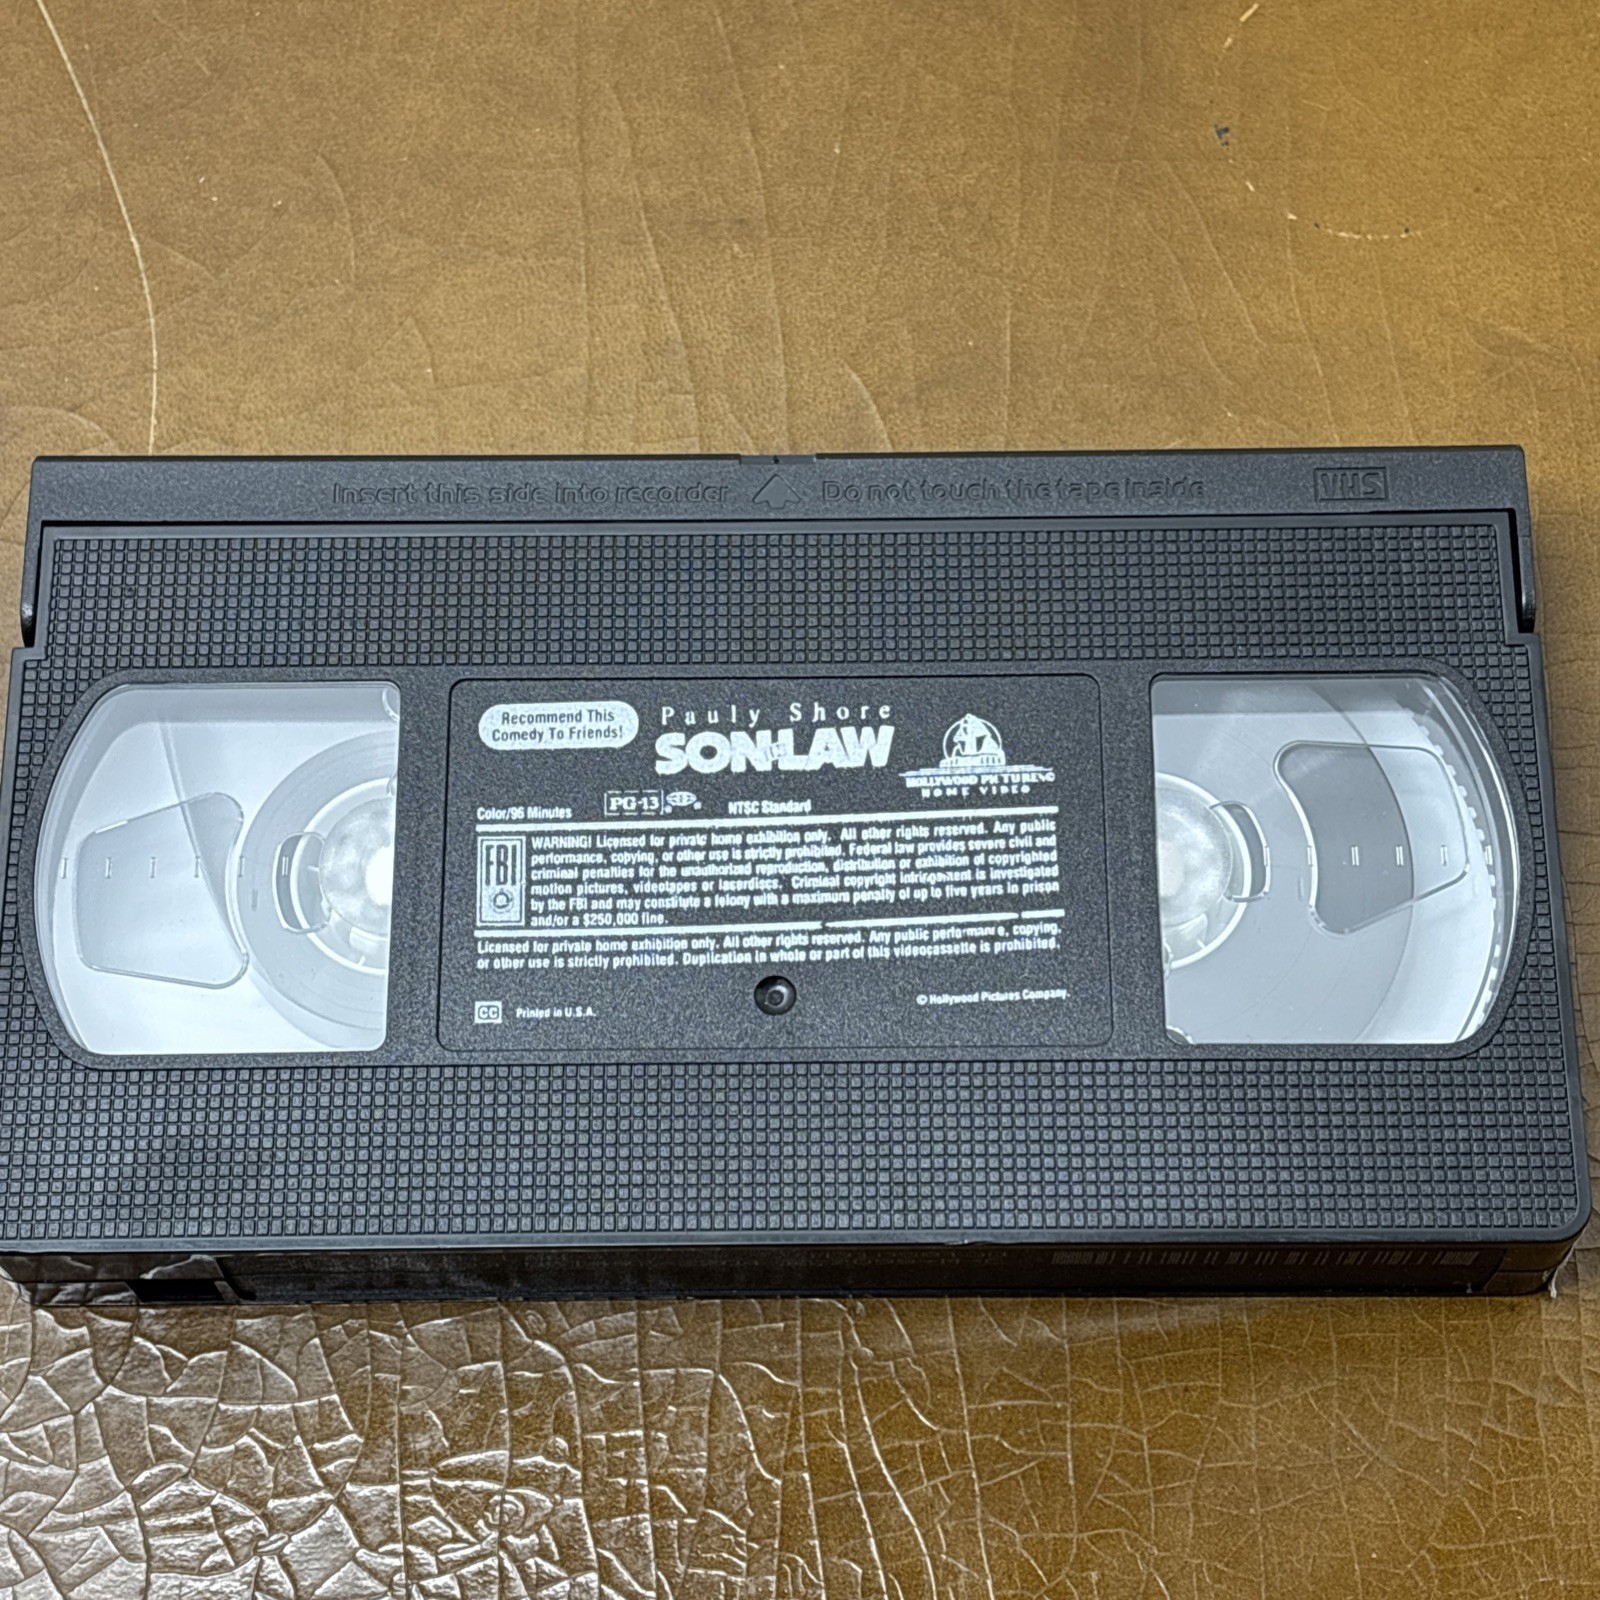 Insert this side into recorder Do not touch the tape inside VHS
Recommend This
Comedy To Friends!
Pauly Shore
SON IN LAW
HOLLYWOOD PICTURES
HOME VIDEO
Color/95 Minutes PG-13 NTSC Standard
FBI
WARNING! Licensed for private home exhibition only. All other rights reserved. Any public
performance, copying, or other use is strictly prohibited. Federal law provides severe civil and
criminal penalties for the unauthorized reproduction, distribution or exhibition of copyrighted
motion pictures, videotapes or laserdiscs. Criminal copyright infringement is investigated
by the FBI and may constitute a felony with a maximum penalty of up to five years in prison
and/or a $250,000 fine.
Licensed for private home exhibition only. All other rights reserved. Any public performance, copying,
or other use is strictly prohibited. Duplication in whole or part of this videocassette is prohibited.
CC Printed in U.S.A.
© Hollywood Pictures Company.